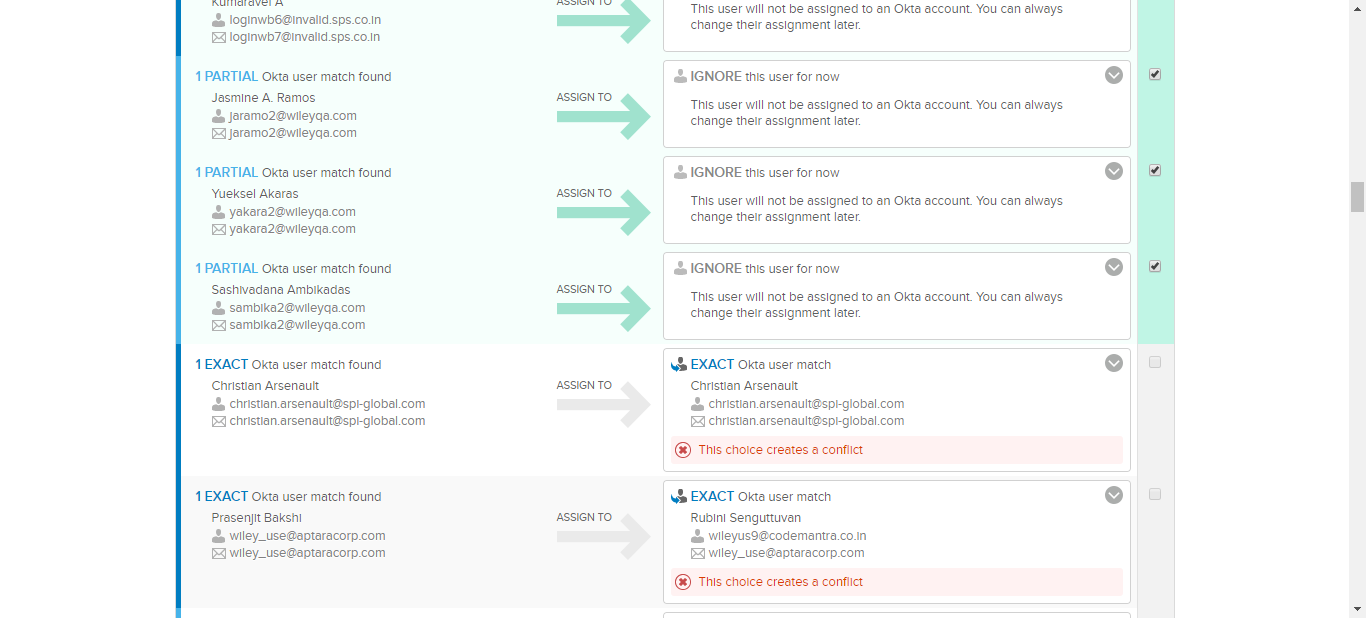 Kumaravel A
loginwb6@invalid.sps.co.in
loginwb7@invalid.sps.co.in
ASSIGN TO
This user will not be assigned to an Okta account. You can always
change their assignment later.
1 PARTIAL Okta user match found
Jasmine A. Ramos
jaramo2@wileyqa.com
jaramo2@wileyqa.com
ASSIGN TO
IGNORE this user for now
This user will not be assigned to an Okta account. You can always
change their assignment later.
1 PARTIAL Okta user match found
Yueksel Akaras
yakara2@wileyqa.com
yakara2@wileyqa.com
ASSIGN TO
IGNORE this user for now
This user will not be assigned to an Okta account. You can always
change their assignment later.
1 PARTIAL Okta user match found
Sashivadana Ambikadas
sambika2@wileyqa.com
sambika2@wileyqa.com
ASSIGN TO
IGNORE this user for now
This user will not be assigned to an Okta account. You can always
change their assignment later.
1 EXACT Okta user match found
Christian Arsenault
christian.arsenault@spi-global.com
christian.arsenault@spi-global.com
ASSIGN TO
EXACT Okta user match
Christian Arsenault
christian.arsenault@spi-global.com
christian.arsenault@spi-global.com
This choice creates a conflict
1 EXACT Okta user match found
Prasenjit Bakshi
wiley_use@aptaracorp.com
wiley_use@aptaracorp.com
ASSIGN TO
EXACT Okta user match
Rubini Senguttuvan
wileyus9@codemantra.co.in
wiley_use@aptaracorp.com
This choice creates a conflict